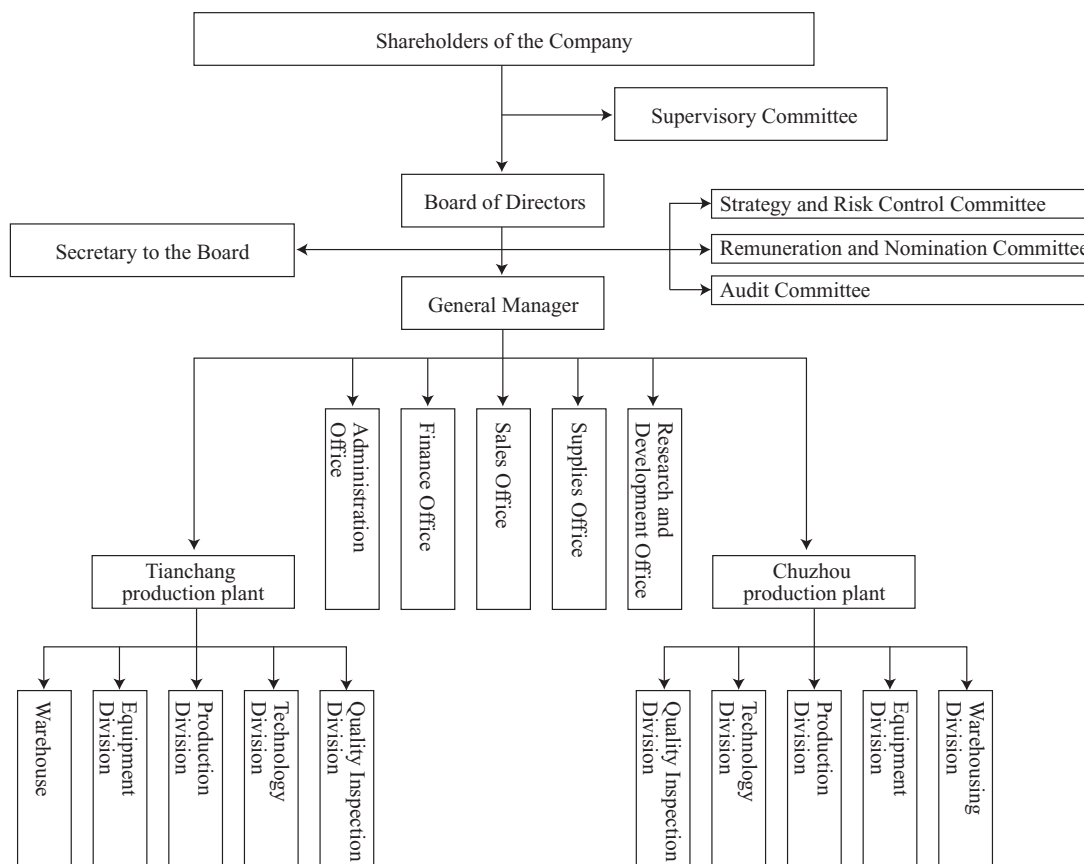 Shareholders of the Company
Supervisory Committee
Board of Directors
Strategy and Risk Control Committee
Secretary to the Board
Remuneration and Nomination Committee
General Manager
Audit Committee
Administration
Office
Finance Office
Sales Office
Supplies Office
Research and
Development Office
Tianchang
production plant
Chuzhou
production plant
Warehouse
Equipment
Division
Production
Division
Technology
Division
Quality Inspection
Division
Quality Inspection
Division
Technology
Division
Production
Division
Equipment
Division
Warehousing
Division